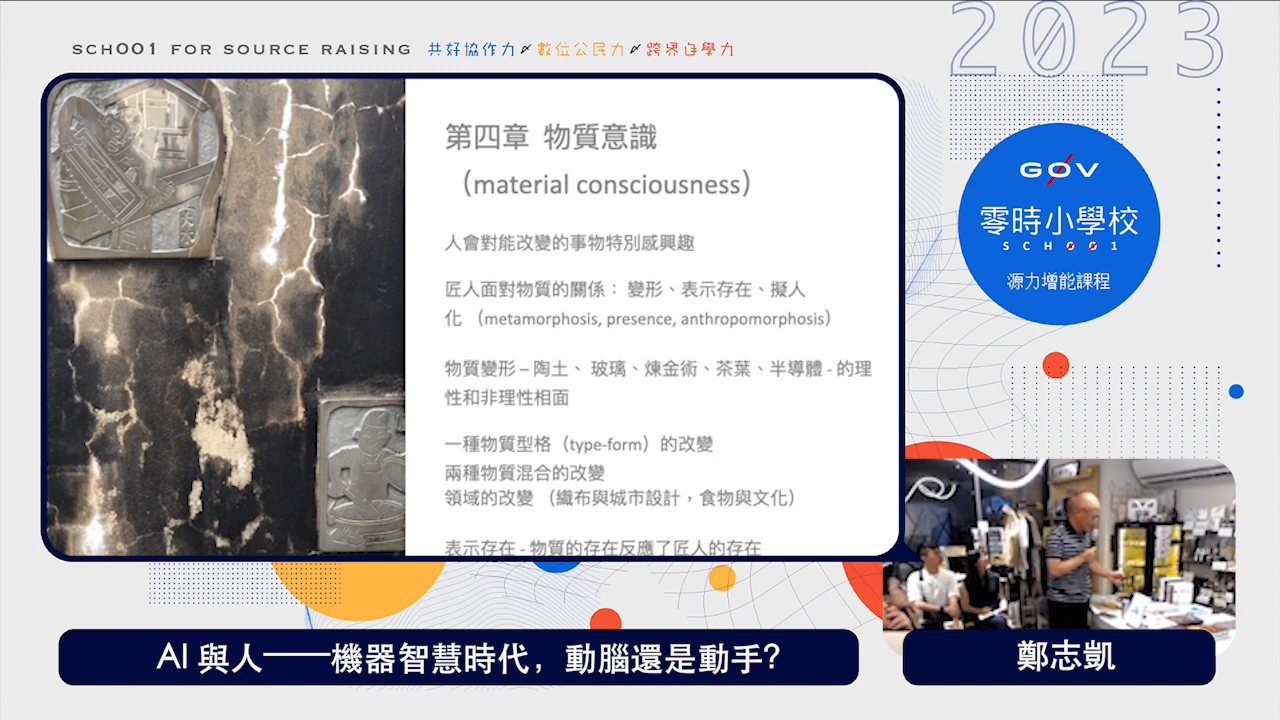 SCH001 FOR SOURCE RAISING 共好協作力 數位公民力 跨界自學力
2023
第四章 物質意識
（material consciousness）
人會對能改變的事物特別感興趣
匠人面對物質的關係： 變形、表示存在、擬人
化 （metamorphosis, presence, anthropomorphosis）
物質變形 – 陶土、 玻璃、煉金術、茶葉、半導體 - 的理
性和非理性相面
一種物質型格（type-form）的改變
兩種物質混合的改變
領域的改變 （織布與城市設計，食物與文化）
表示存在 - 物質的存在反應了匠人的存在
G0V
零時小學校
SCH001
源力增能課程
AI 與人——機器智慧時代，動腦還是動手?
鄭志凱